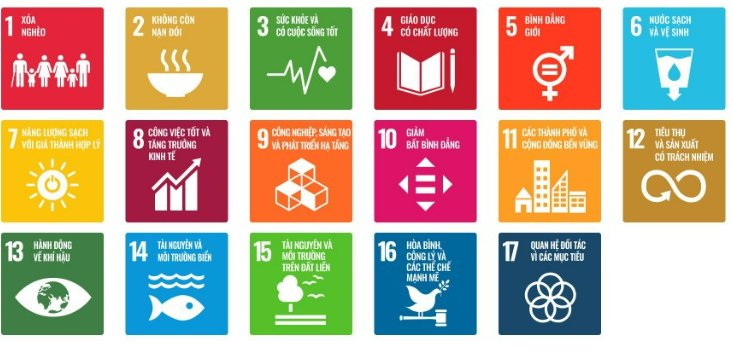 1 XÓA
NGHÈO
2 KHÔNG CÒN
NẠN ĐÓI
3 SỨC KHỎE VÀ
CÓ CUỘC SỐNG TỐT
4 GIÁO DỤC
CÓ CHẤT LƯỢNG
5 BÌNH ĐẲNG
GIỚI
6 NƯỚC SẠCH
VÀ VỆ SINH
7 NĂNG LƯỢNG SẠCH
VỚI GIÁ THÀNH HỢP LÝ
8 CÔNG VIỆC TỐT VÀ
TĂNG TRƯỞNG
KINH TẾ
9 CÔNG NGHIỆP, SÁNG TẠO
VÀ PHÁT TRIỂN HẠ TẦNG
10 GIẢM
BẤT BÌNH ĐẲNG
11 CÁC THÀNH PHỐ VÀ
CỘNG ĐỒNG BỀN VỮNG
12 TIÊU THỤ
VÀ SẢN XUẤT
CÓ TRÁCH NHIỆM
13 HÀNH ĐỘNG
VỀ KHÍ HẬU
14 TÀI NGUYÊN VÀ
MÔI TRƯỜNG BIỂN
15 TÀI NGUYÊN VÀ
MÔI TRƯỜNG
TRÊN ĐẤT LIỀN
16 HÒA BÌNH,
CÔNG LÝ VÀ
CÁC THỂ CHẾ
MẠNH MẼ
17 QUAN HỆ ĐỐI TÁC
VÌ CÁC MỤC TIÊU